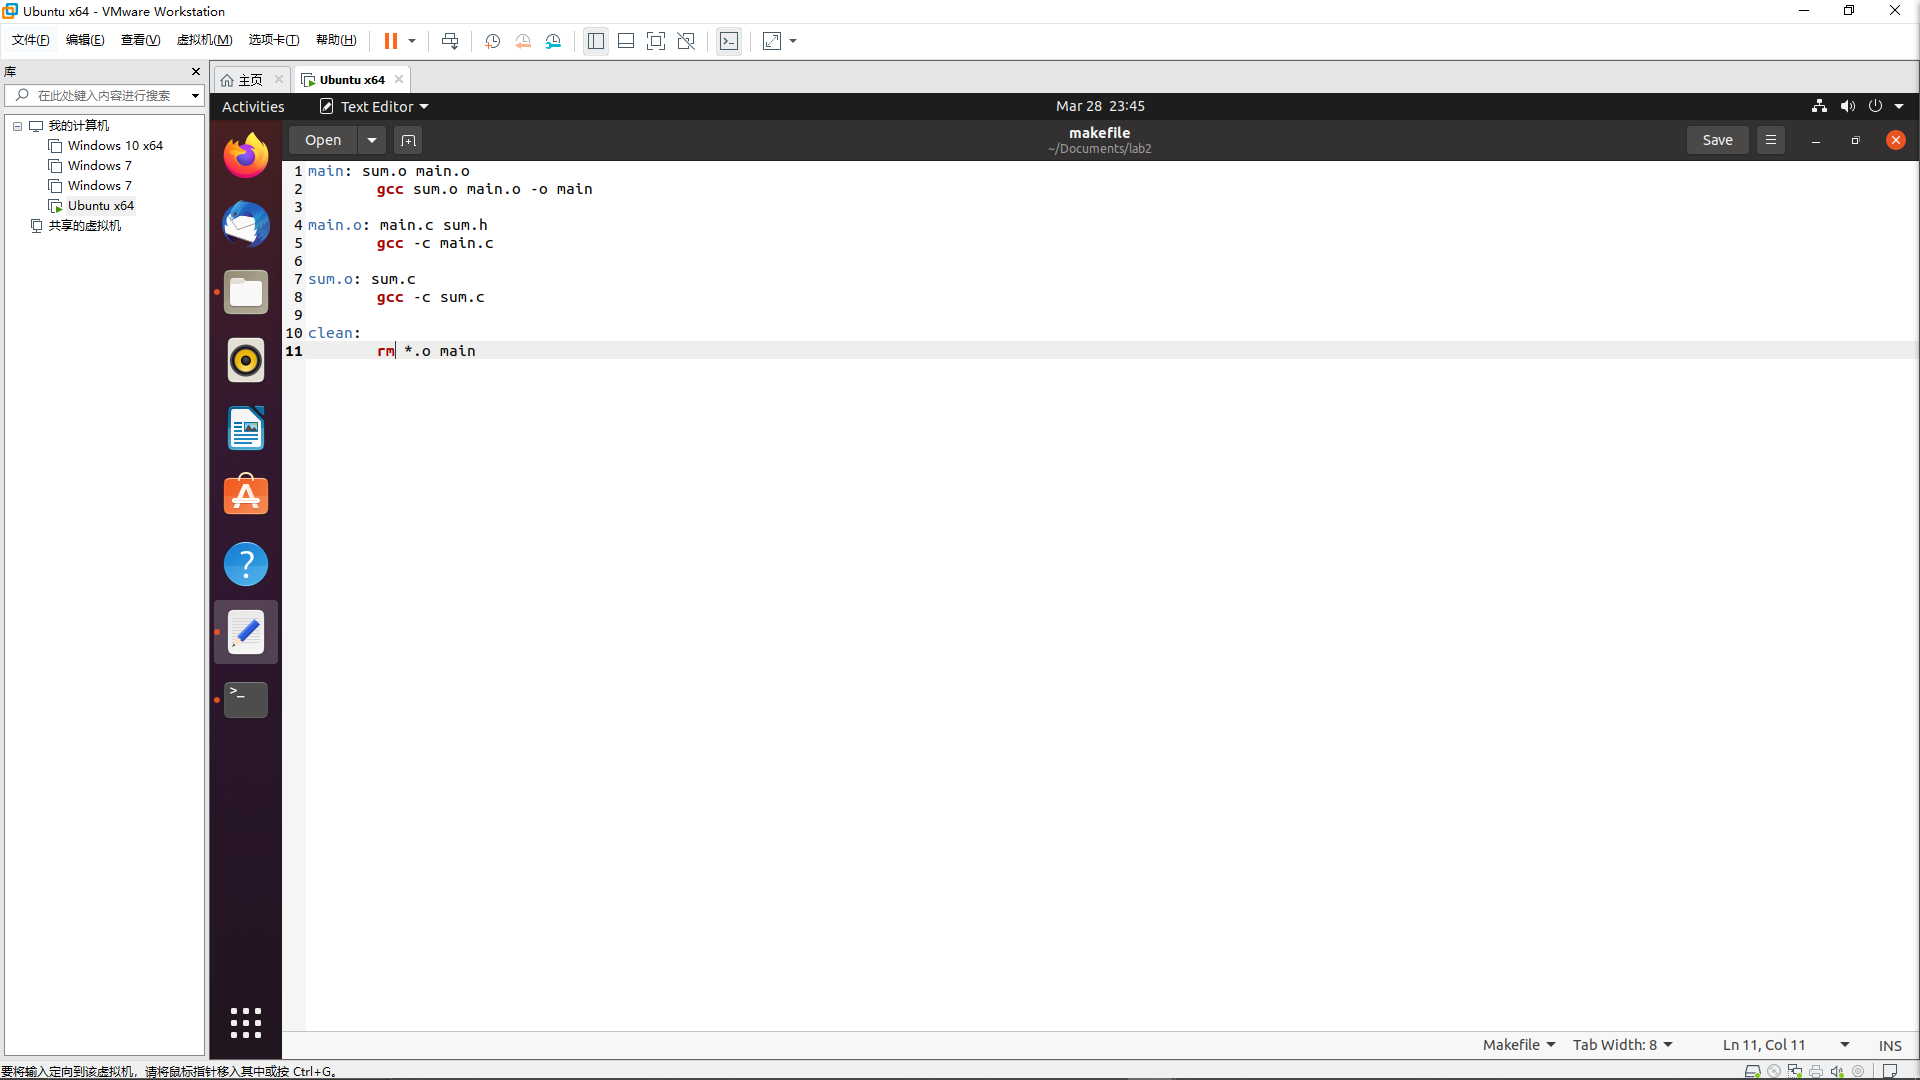 Ubuntu x64 - VMware Workstation
文件(F) 编辑(E) 查看(V) 虚拟机(M) 选项卡(T) 帮助(H)
库
在此处键入内容进行搜索
我的计算机
Windows 10 x64
Windows 7
Windows 7
Ubuntu x64
共享的虚拟机
主页 Ubuntu x64
Activities Text Editor Mar 28 23:45
Open makefile Save
~/Documents/lab2
1 main: sum.o main.o
2 gcc sum.o main.o -o main
3
4 main.o: main.c sum.h
5 gcc -c main.c
6
7 sum.o: sum.c
8 gcc -c sum.c
9
10 clean:
11 rm *.o main
Makefile Tab Width: 8 Ln 11, Col 11 INS
要将输入定向到该虚拟机，请将鼠标指针移入其中或按 Ctrl+G。